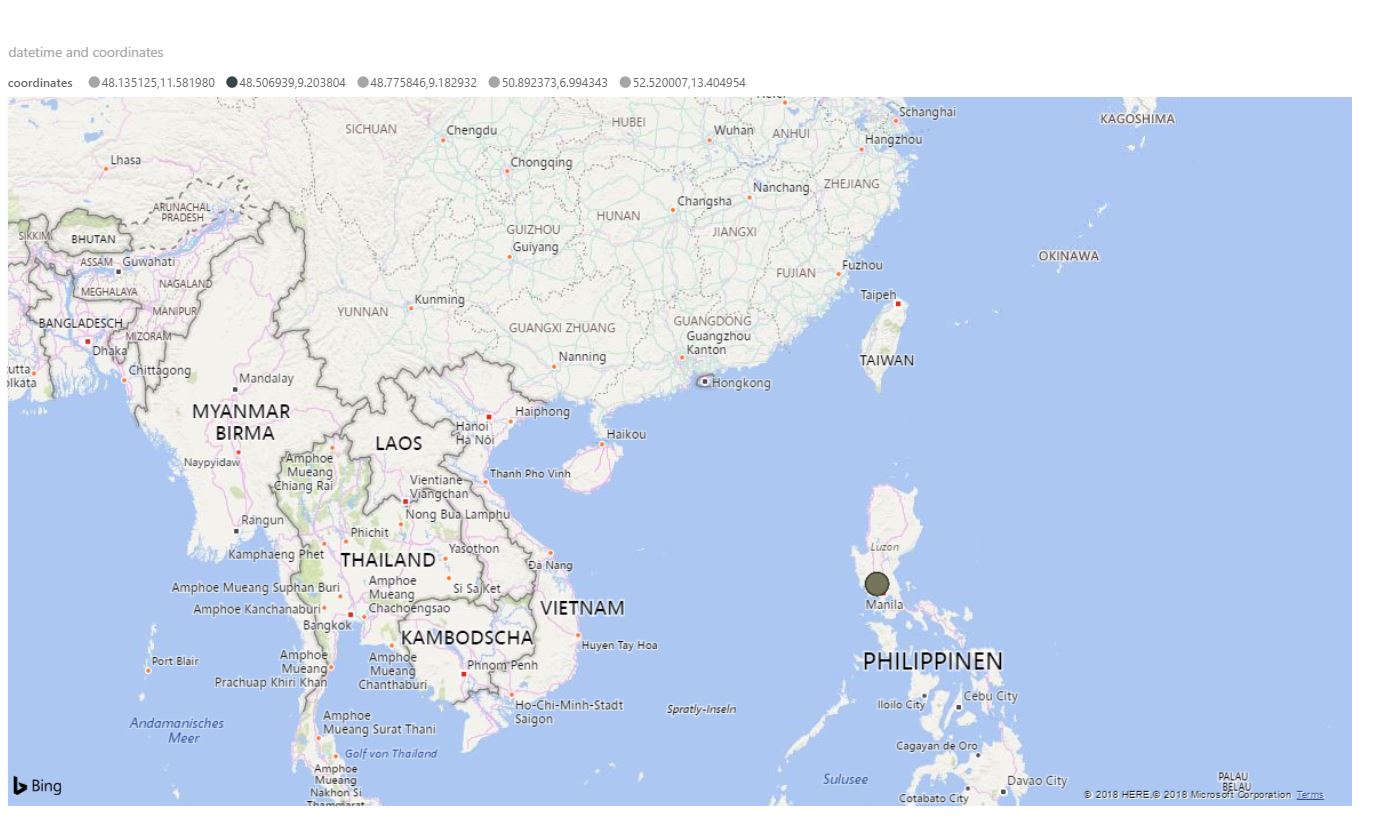 datetime and coordinates
coordinates 48.135125,11.581980 48.506939,9.203804 48.775846,9.182932 50.892373,6.994343 52.520007,13.404954
Schanghai
KAGOSHIMA
HUBEI
SICHUAN
Chengdu
Wuhan
ANHUI
Hangzhou
Lhasa
Chongqing
Nanchang
ZHEJIANG
Changsha
ARUNACHAL
PRADESH
HUNAN
JIANGXI
SIKKIM
BHUTAN
GUIZHOU
Guiyang
OKINAWA
ASSAM
Guwahati
FUJIAN
Fuzhou
MEGHALAYA
NAGALAND
Taipeh
Kunming
YUNNAN
MANIPUR
BANGLADESCH
GUANGXI ZHUANG
GUANGDONG
Guangzhou
Kanton
MIZORAM
Dhaka
Nanning
TAIWAN
Chittagong
Mandalay
Hongkong
MYANMAR
BIRMA
Haiphong
Hanoi
Hà Nôi
LAOS
Haikou
Naypyidaw
Amphoe
Mueang
Chiang Rai
Thanh Pho Vinh
Vientiane
Viangchan
Nong Bua Lamphu
Rangun
Phichit
Luzon
Kamphaeng Phet
THAILAND
Yasothon
Đà Nang
Amphoe Mueang Suphan Buri
Amphoe
Mueang
Chachoengsao
Si Sa Ket
Amphoe Kanchanaburi
VIETNAM
Manila
Bangkok
KAMBODSCHA
Huyen Tay Hoa
Port Blair
Amphoe
Mueang
Prachuap Khiri Khan
Amphoe
Mueang
Chanthaburi
Phnom Penh
PHILIPPINEN
Iloilo City
Cebu City
Ho-Chi-Minh-Stadt
Saigon
Spratly-Inseln
Andamanisches
Meer
Amphoe
Mueang Surat Thani
Golf von Thailand
Cagayan de Oro
Amphoe
Mueang
Nakhon Si
Thammarat
Sulusee
Davao City
PALAU
BELAU
Bing
Cotabato City
© 2018 HERE,© 2018 Microsoft Corporation Terms